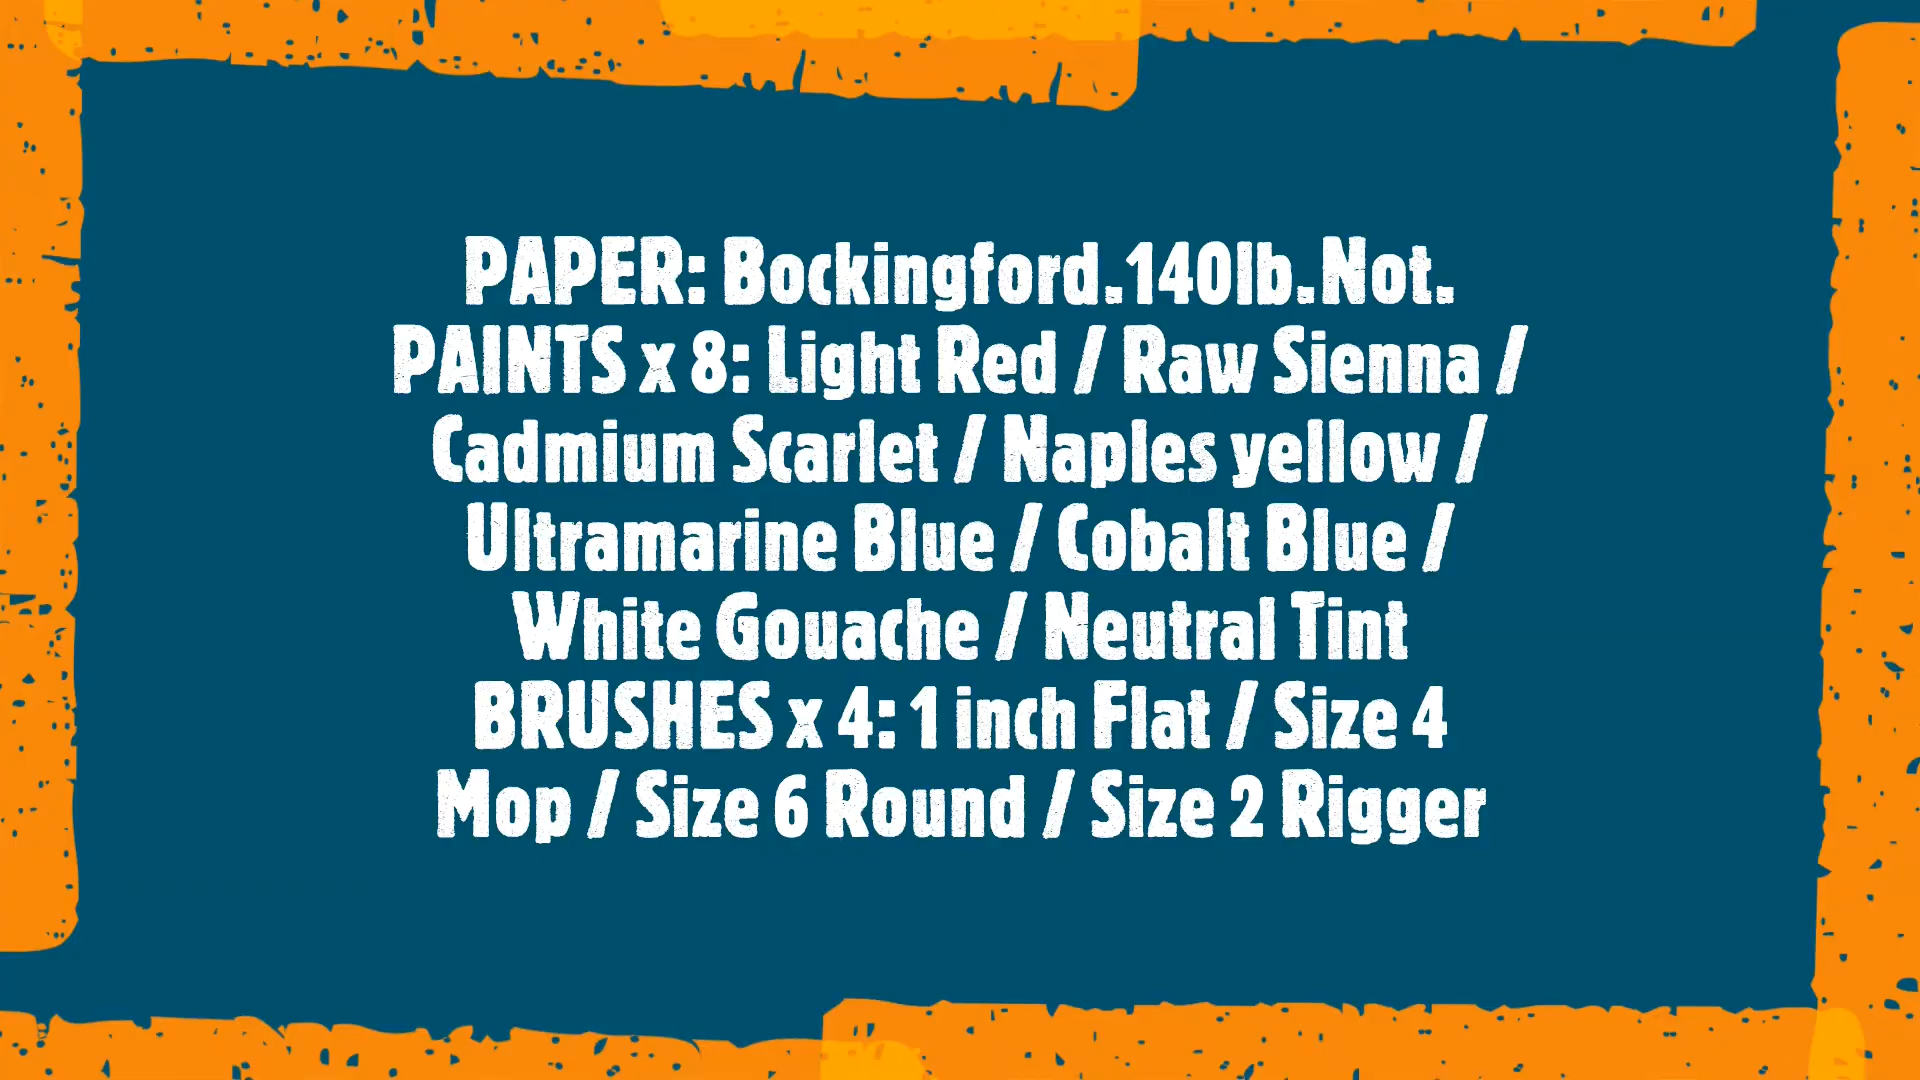 PAPER: Bockingford.140lb.Not.
PAINTS x 8: Light Red / Raw Sienna /
Cadmium Scarlet / Naples yellow /
Ultramarine Blue / Cobalt Blue /
White Gouache / Neutral Tint
BRUSHES x 4: 1 inch Flat / Size 4
Mop / Size 6 Round / Size 2 Rigger